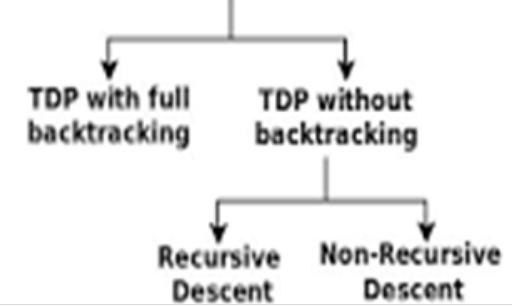 TDP with full
backtracking
TDP without
backtracking
Recursive
Descent
Non-Recursive
Descent